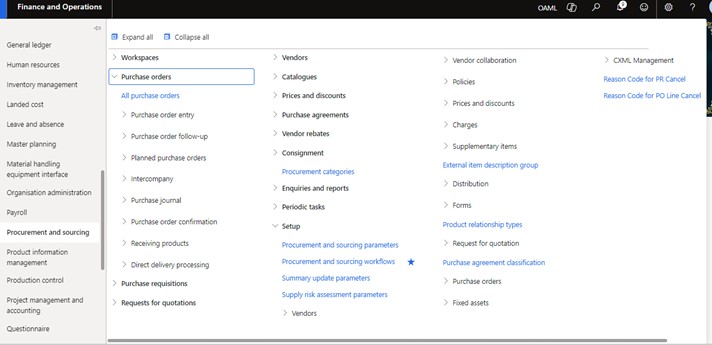 Finance and Operations
OAML
General ledger
Human resources
Inventory management
Landed cost
Leave and absence
Master planning
Material handling
equipment interface
Organisation administration
Payroll
Procurement and sourcing
Product information
management
Production control
Project management and
accounting
Questionnaire
Expand all
Collapse all
Workspaces
Purchase orders
All purchase orders
Purchase order entry
Purchase order follow-up
Planned purchase orders
Intercompany
Purchase journal
Purchase order confirmation
Receiving products
Direct delivery processing
Purchase requisitions
Requests for quotations
Vendors
Catalogues
Prices and discounts
Purchase agreements
Vendor rebates
Consignment
Procurement categories
Enquiries and reports
Periodic tasks
Setup
Procurement and sourcing parameters
Procurement and sourcing workflows
Summary update parameters
Supply risk assessment parameters
Vendors
Vendor collaboration
Policies
Prices and discounts
Charges
Supplementary items
External item description group
Distribution
Forms
Product relationship types
Request for quotation
Purchase agreement classification
Purchase orders
Fixed assets
CXML Management
Reason Code for PR Cancel
Reason Code for PO Line Cancel